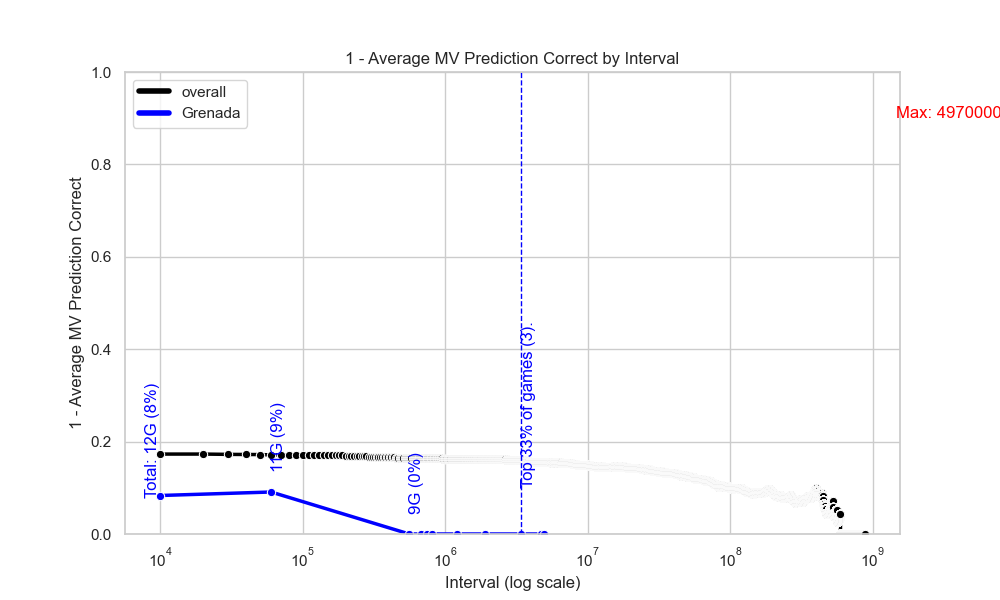 1 - Average MV Prediction Correct by Interval
1.0
0.8
0.6
0.4
0.2
0.0
1 - Average MV Prediction Correct
overall
Grenada
Max: 4970000
Total: 12G (8%)
11G (9%)
9G (0%)
Top 33% of games (3).
10^4
10^5
10^6
10^7
10^8
10^9
Interval (log scale)